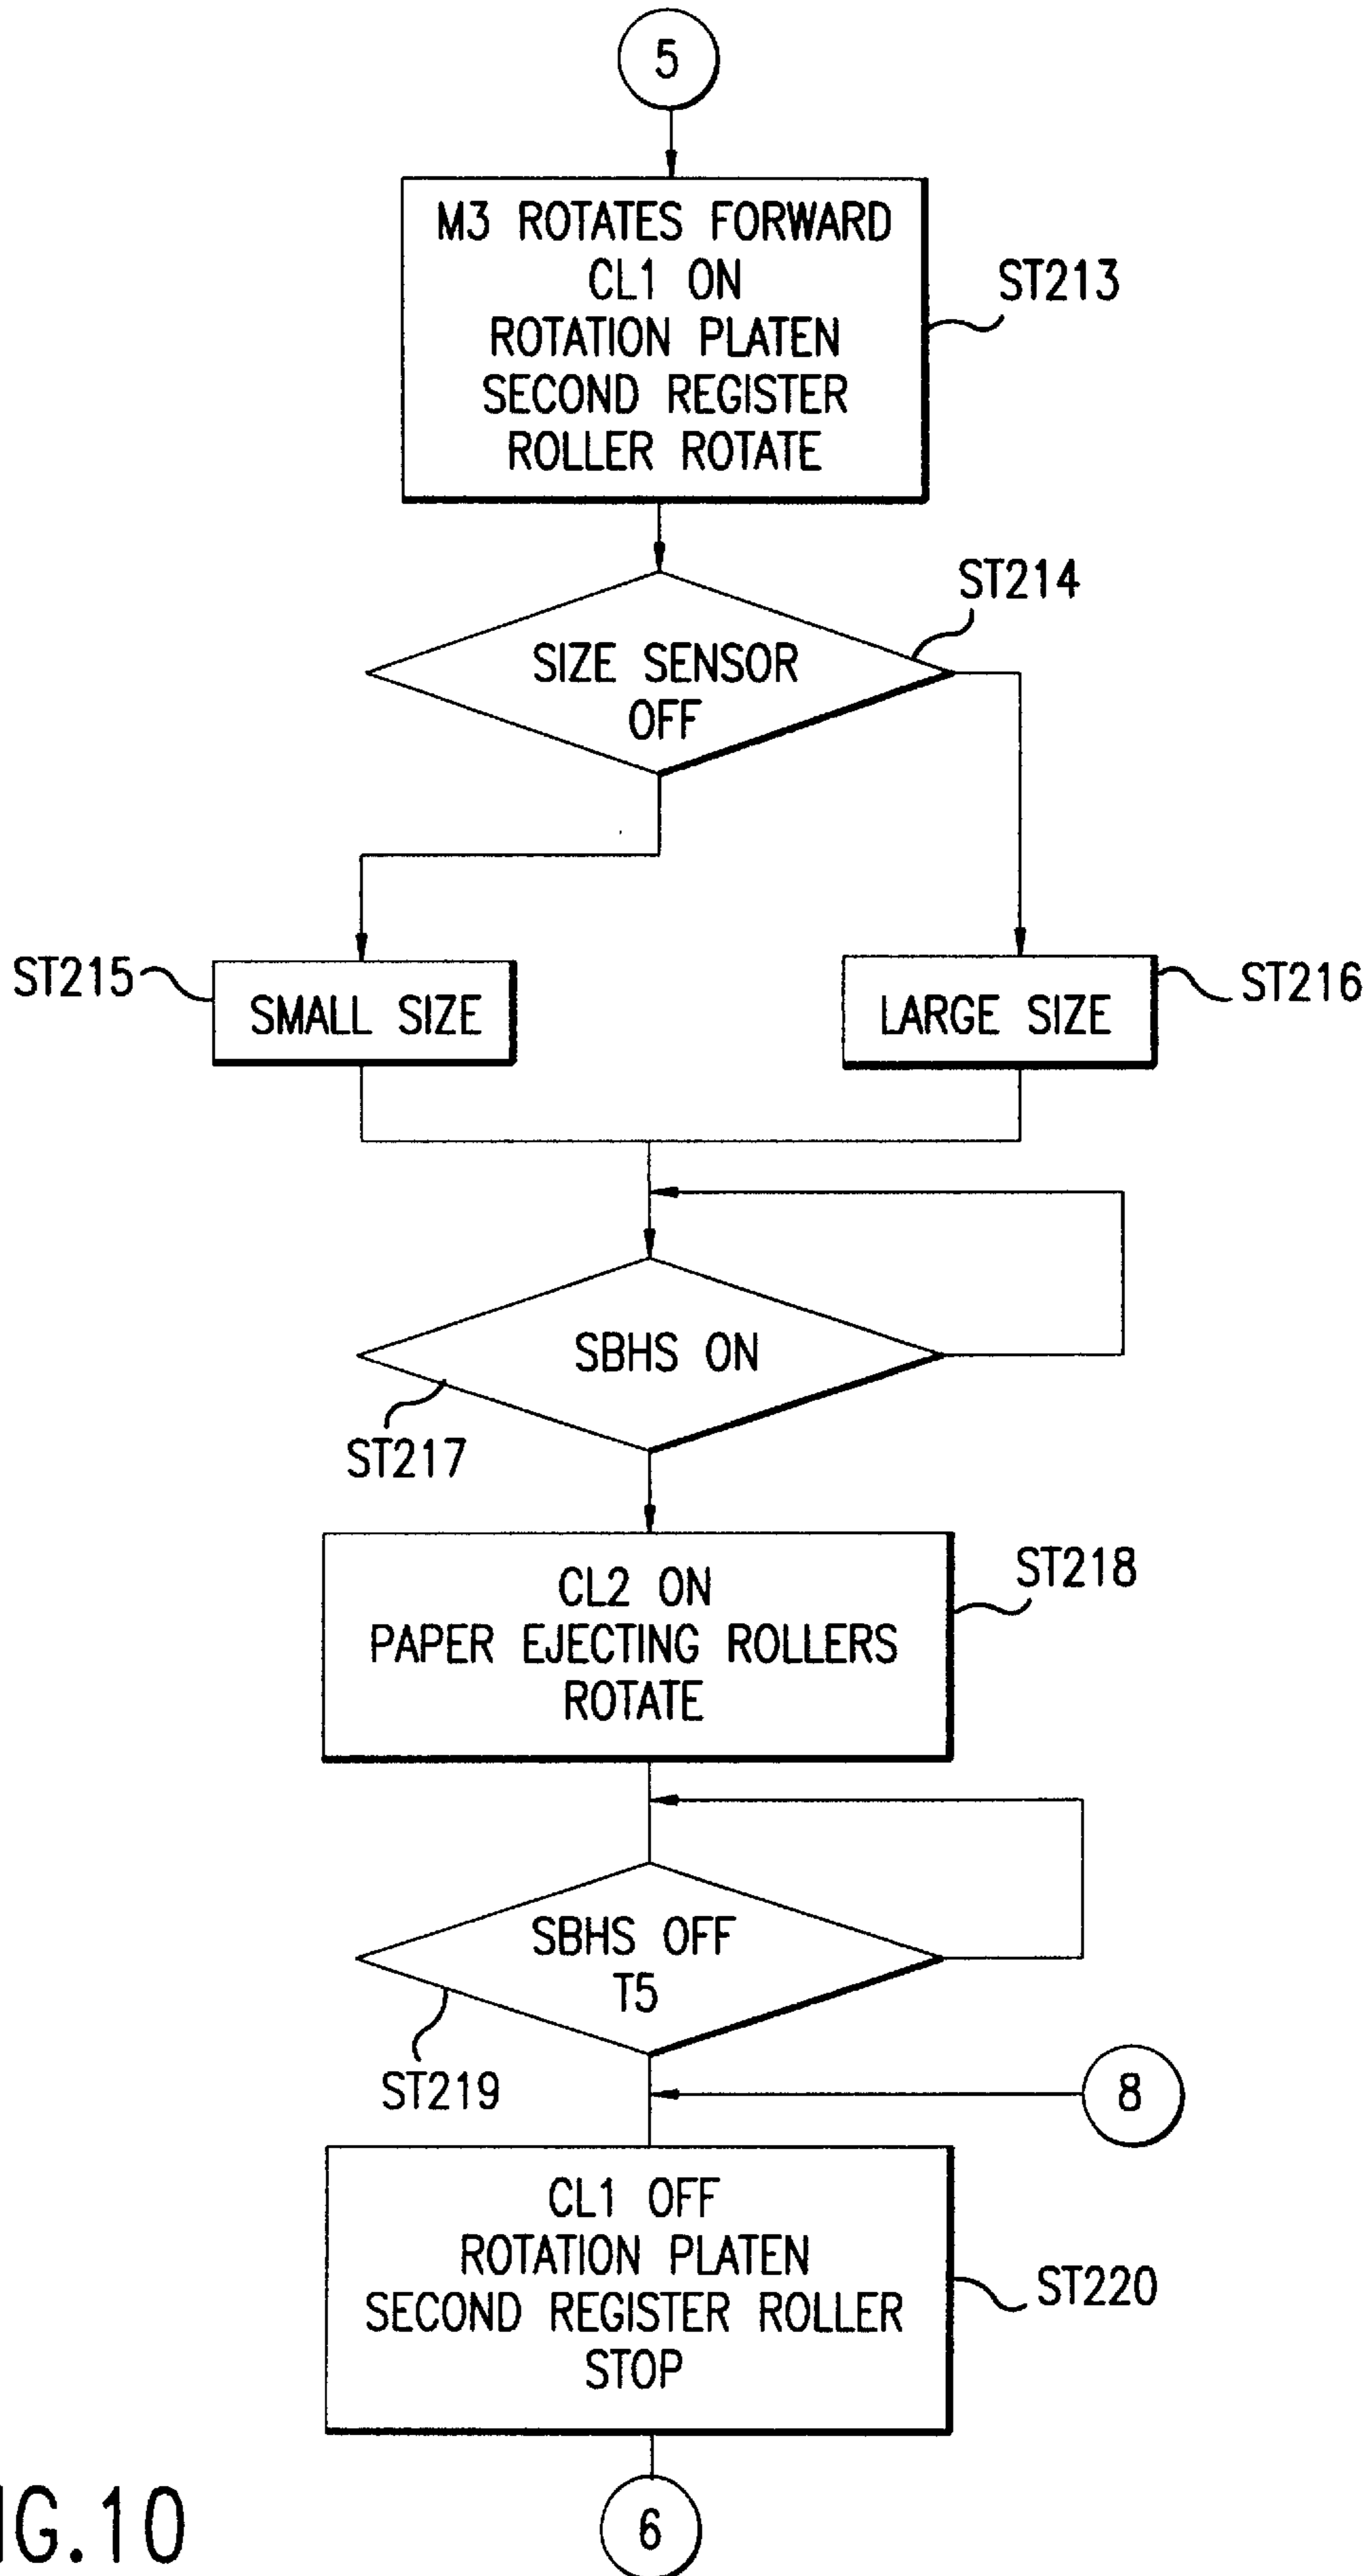 5
M3 ROTATES FORWARD
CL1 ON
ROTATION PLATEN
SECOND REGISTER
ROLLER ROTATE
ST213
ST214
SIZE SENSOR
OFF
ST215
SMALL SIZE
LARGE SIZE
ST216
SBHS ON
ST217
CL2 ON
PAPER EJECTING ROLLERS
ROTATE
ST218
SBHS OFF
T5
ST219
8
CL1 OFF
ROTATION PLATEN
SECOND REGISTER ROLLER
STOP
ST220
6
IG.10